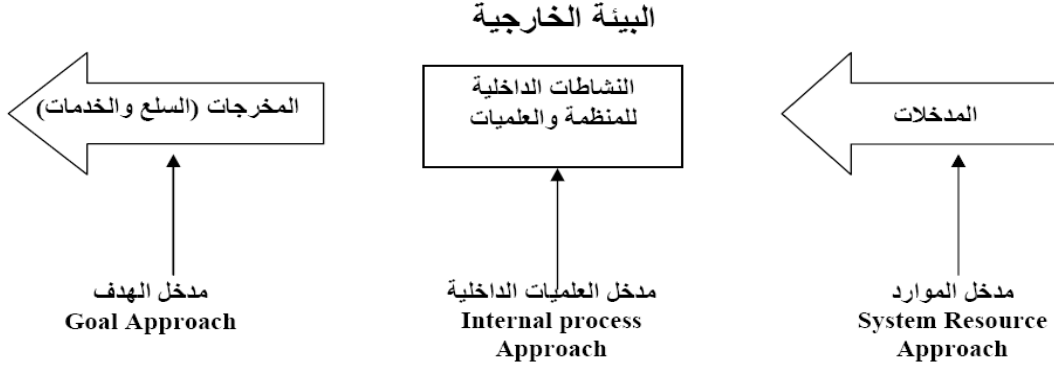 البيئة الخارجية
المدخلات
النشاطات الداخلية
للمنظمة والعلميات
المخرجات (السلع والخدمات)
مدخل الموارد
System Resource
Approach
مدخل العلميات الداخلية
Internal process
Approach
مدخل الهدف
Goal Approach